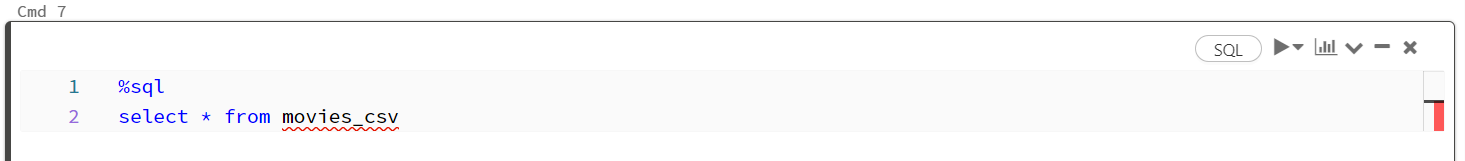 Cmd 7
SQL
1 %sql
2 select * from movies_csv